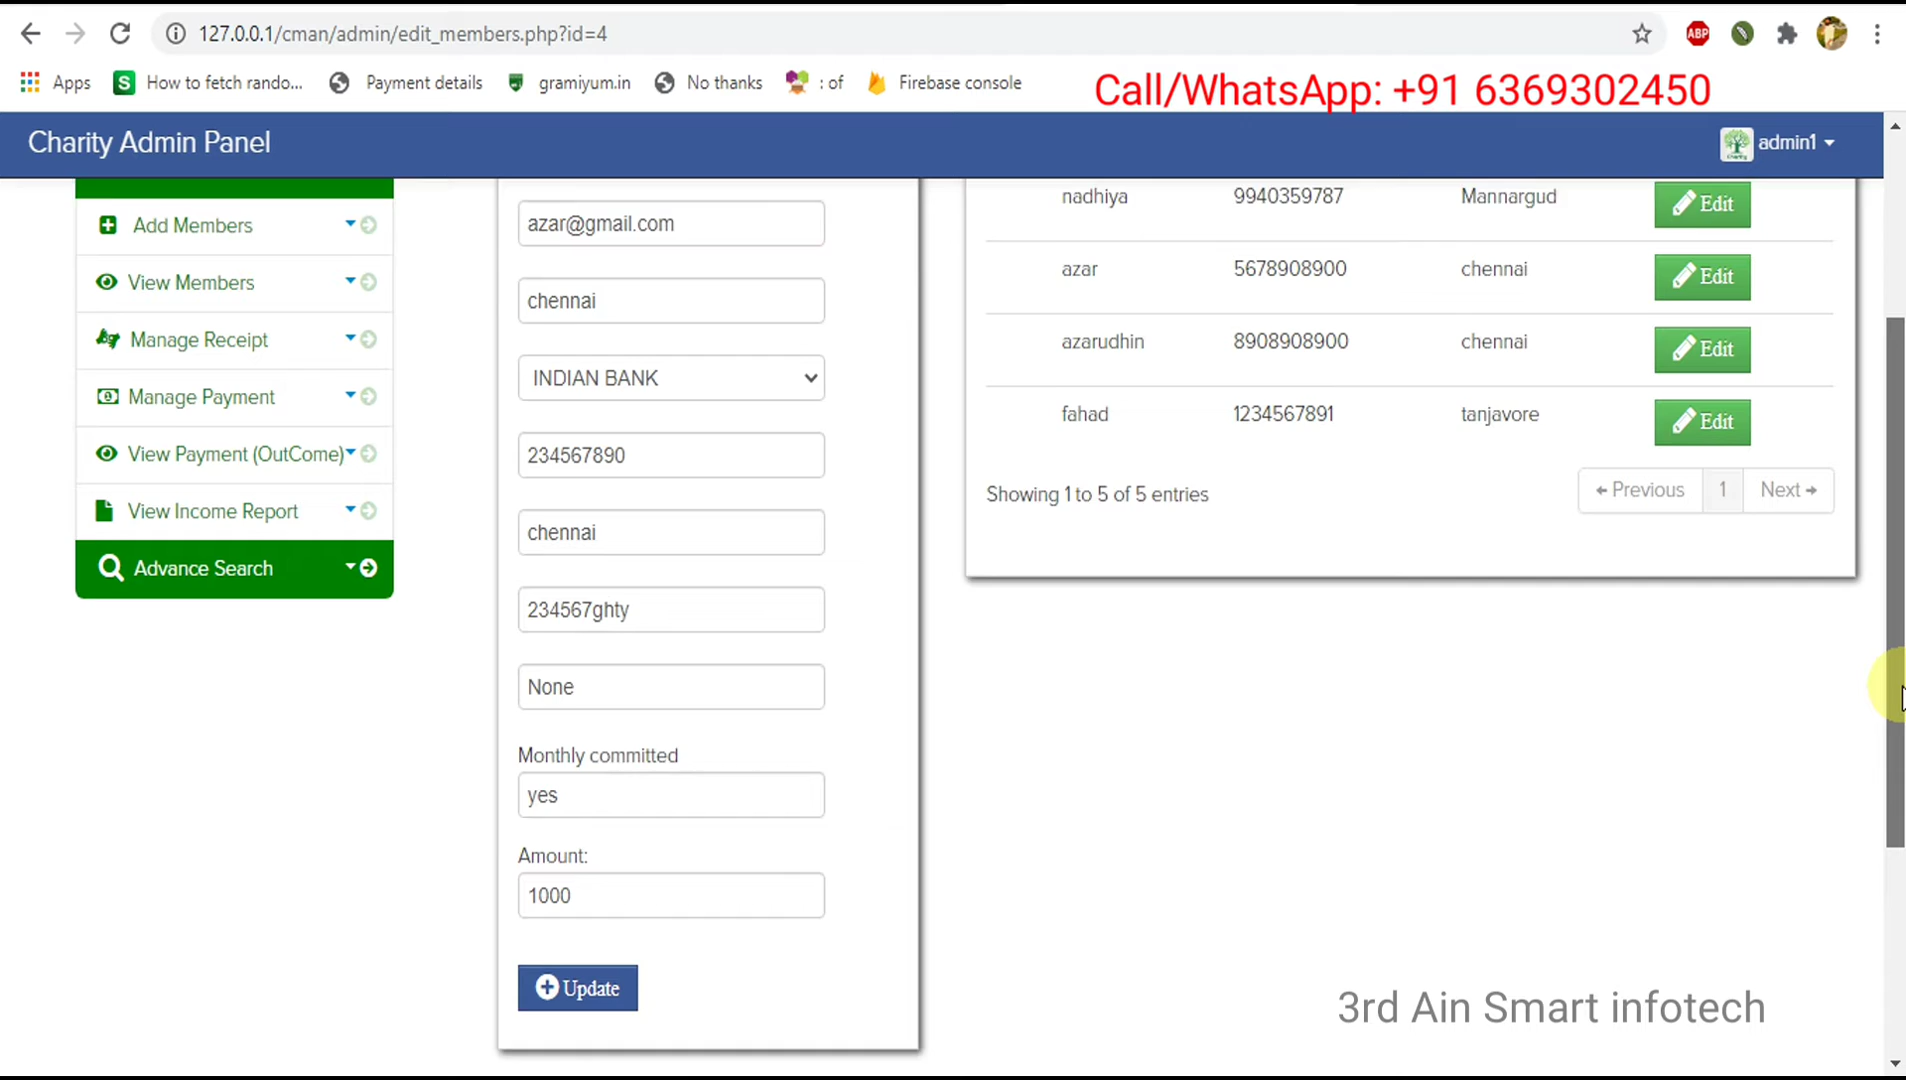 127.0.0.1/cman/admin/edit_members.php?id=4
ABP
Apps
S
How to fetch rando...
Payment details
gramiyum.in
No thanks
: of
Firebase console
Call/WhatsApp: +91 6369302450
Charity Admin Panel
admin1
Add Members
View Members
Manage Receipt
Manage Payment
View Payment (OutCome)
View Income Report
Advance Search
azar@gmail.com
chennai
INDIAN BANK
234567890
chennai
234567ghty
None
Monthly committed
yes
Amount:
1000
Update
nadhiya 9940359787 Mannargud Edit
azar 5678908900 chennai Edit
azarudhin 8908908900 chennai Edit
fahad 1234567891 tanjavore Edit
Showing 1 to 5 of 5 entries
← Previous 1 Next →
3rd Ain Smart infotech